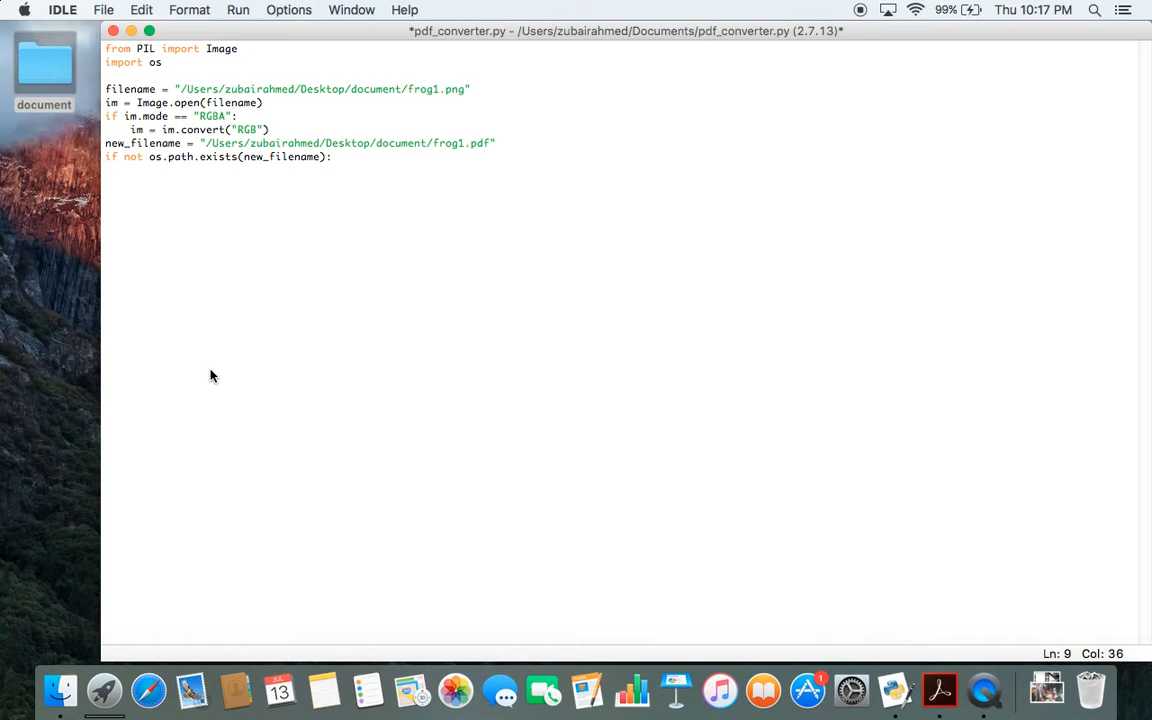 IDLE File Edit Format Run Options Window Help 99% Thu 10:17 PM
*pdf_converter.py - /Users/zubairahmed/Documents/pdf_converter.py (2.7.13)*
document
from PIL import Image
import os
filename = "/Users/zubairahmed/Desktop/document/frog1.png"
im = Image.open(filename)
if im.mode == "RGBA":
    im = im.convert("RGB")
new_filename = "/Users/zubairahmed/Desktop/document/frog1.pdf"
if not os.path.exists(new_filename):
Ln: 9 Col: 36
JUL
13
1